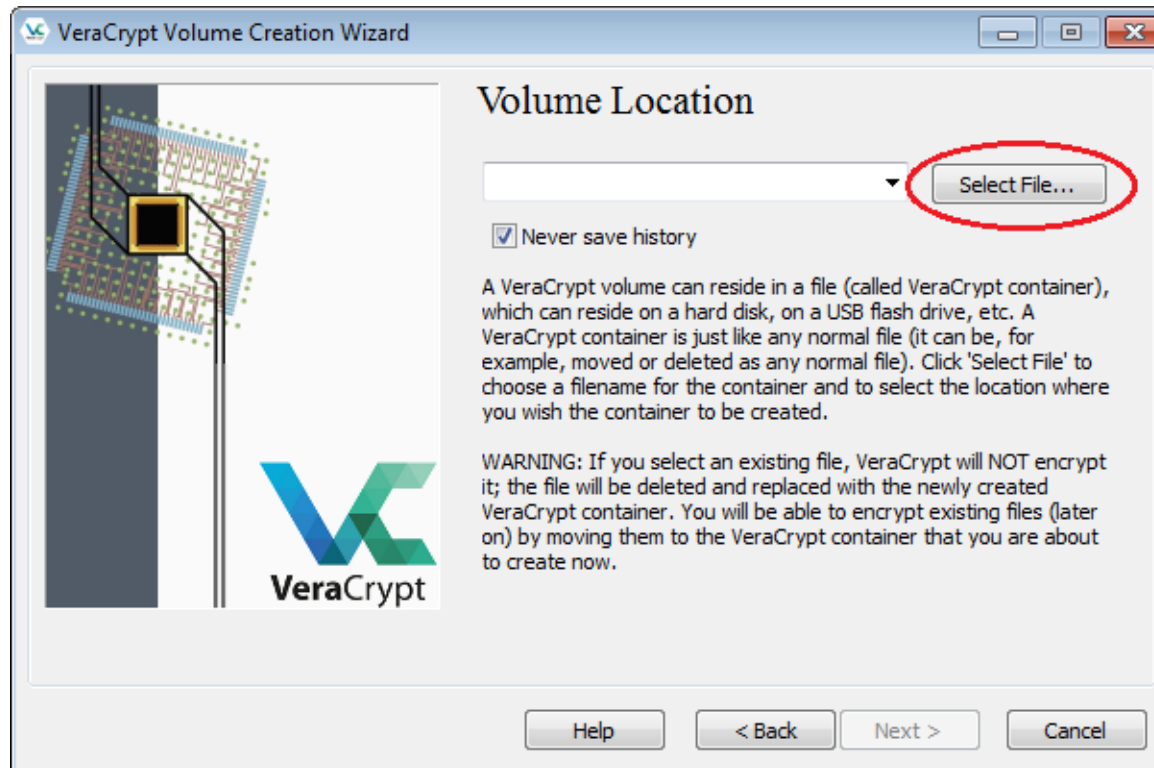 VeraCrypt Volume Creation Wizard
Volume Location
Select File...
Never save history
A VeraCrypt volume can reside in a file (called VeraCrypt container),
which can reside on a hard disk, on a USB flash drive, etc. A
VeraCrypt container is just like any normal file (it can be, for
example, moved or deleted as any normal file). Click 'Select File' to
choose a filename for the container and to select the location where
you wish the container to be created.
WARNING: If you select an existing file, VeraCrypt will NOT encrypt
it; the file will be deleted and replaced with the newly created
VeraCrypt container. You will be able to encrypt existing files (later
on) by moving them to the VeraCrypt container that you are about
to create now.
VeraCrypt
Help
< Back
Next >
Cancel